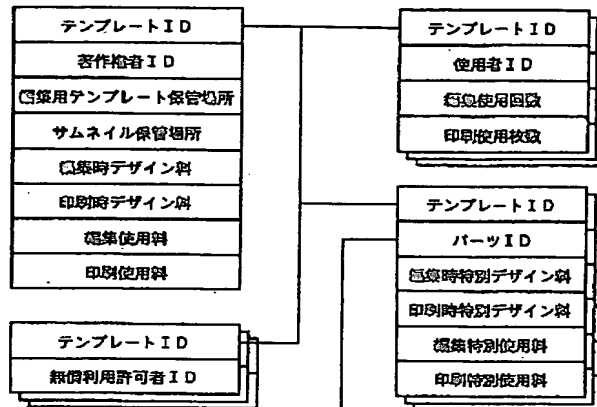 テンプレートID
著作権者ID
編集用テンプレート保管場所
サムネイル保管場所
編集時デザイン料
印刷時デザイン料
編集使用料
印刷使用料
テンプレートID
無償利用許可者ID
テンプレートID
使用者ID
編集使用回数
印刷使用枚数
テンプレートID
パーツID
編集時特別デザイン料
印刷時特別デザイン料
編集特別使用料
印刷特別使用料